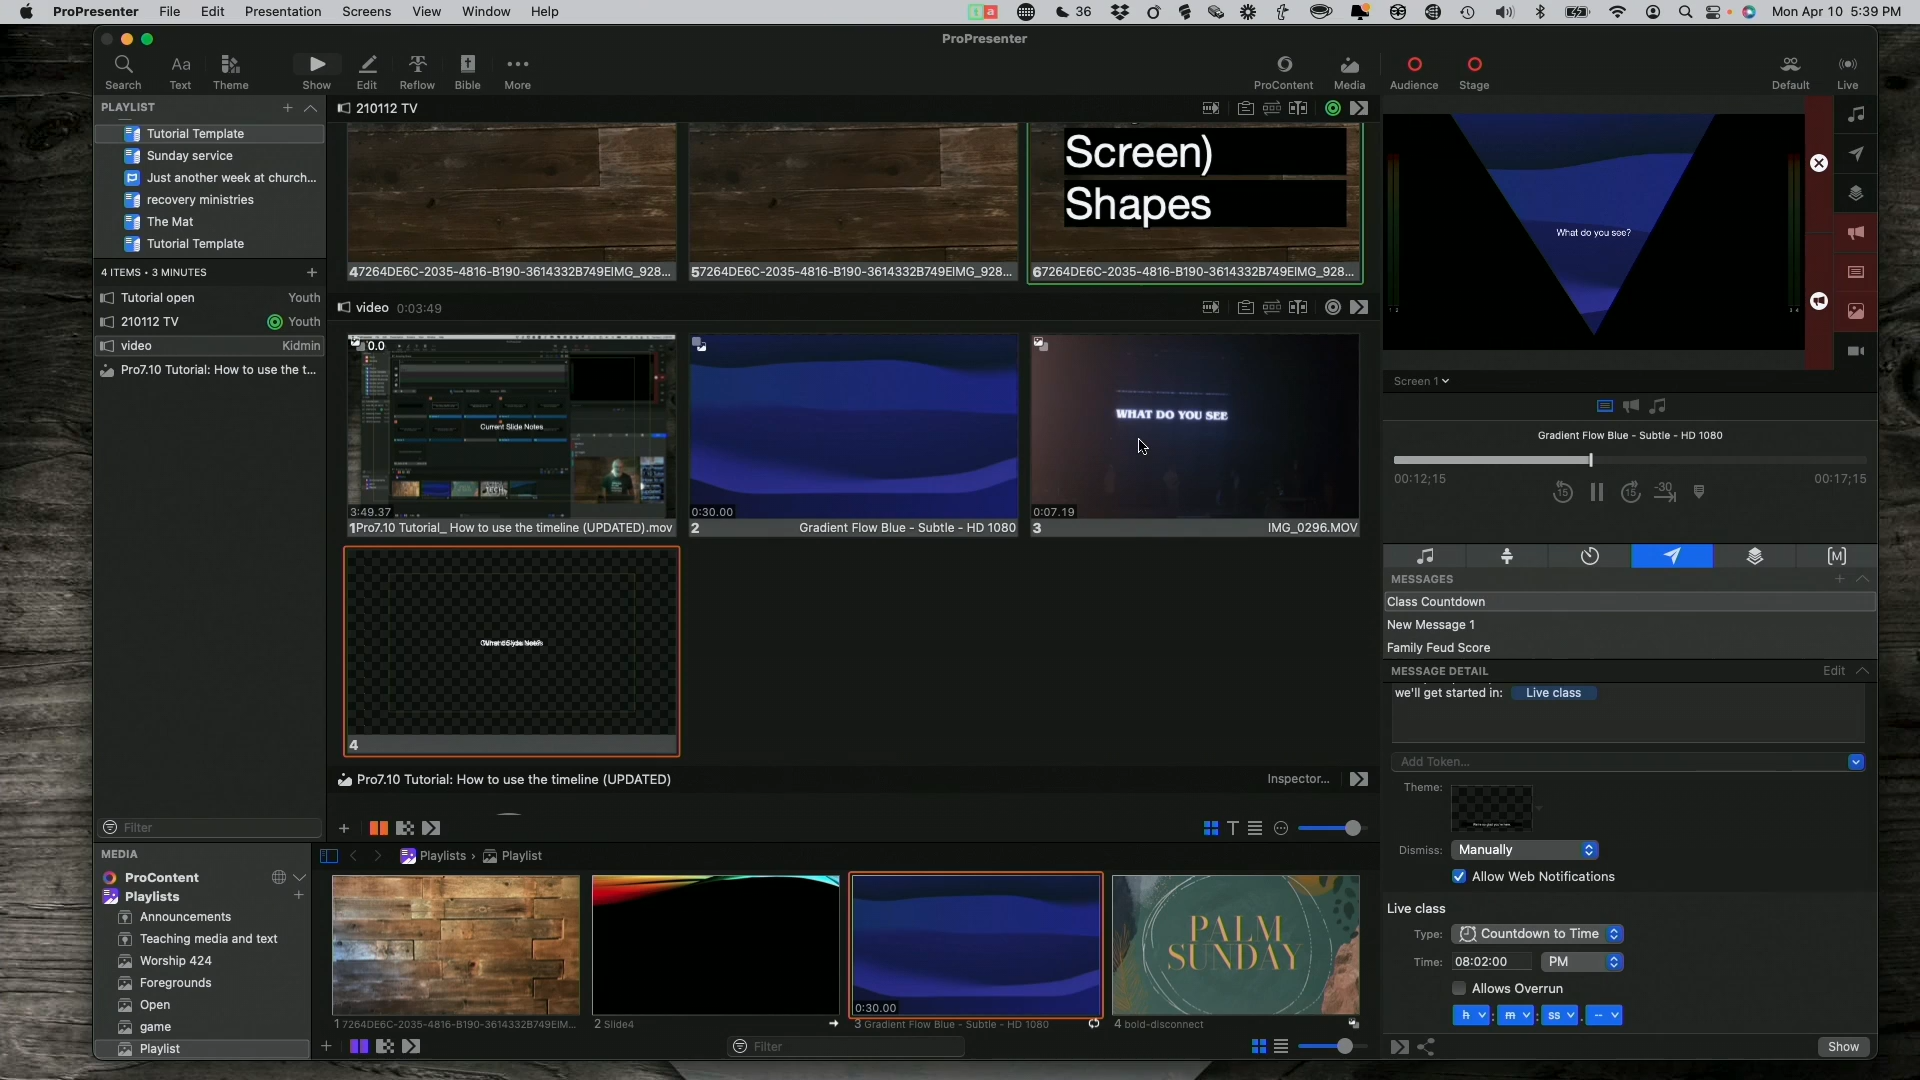 ProPresenter File Edit Presentation Screens View Window Help
36
Mon Apr 10 5:39 PM
ProPresenter
Search Text Theme Show Edit Reflow Bible More
ProContent Media Audience Stage Default Live
PLAYLIST
Tutorial Template
Sunday service
Just another week at church...
recovery ministries
The Mat
Tutorial Template
4 ITEMS • 3 MINUTES
Tutorial open Youth
210112 TV Youth
video Kidmin
Pro7.10 Tutorial: How to use the t...
Filter
210112 TV
Screen)
Shapes
47264DE6C-2035-4816-B190-3614332B749EIMG_928...
57264DE6C-2035-4816-B190-3614332B749EIMG_928...
67264DE6C-2035-4816-B190-3614332B749EIMG_928...
video 0:03:49
Current Slide Notes
3:49.37
1Pro7.10 Tutorial_ How to use the timeline (UPDATED).mov
0:30.00
2 Gradient Flow Blue - Subtle - HD 1080
WHAT DO YOU SEE
0:07.19
3 IMG_0296.MOV
4
Pro7.10 Tutorial: How to use the timeline (UPDATED)
Inspector...
MEDIA
ProContent
Playlists
Announcements
Teaching media and text
Worship 424
Foregrounds
Open
game
Playlist
Playlists › Playlist
1 7264DE6C-2035-4816-B190-3614332B749EIM...
2 Slide4
0:30.00
3 Gradient Flow Blue - Subtle - HD 1080
PALM
SUNDAY
4 bold-disconnect
Filter
What do you see?
Screen 1
Gradient Flow Blue - Subtle - HD 1080
00:12;15 00:17;15
15 15 -30
MESSAGES
Class Countdown
New Message 1
Family Feud Score
MESSAGE DETAIL Edit
we'll get started in: Live class
Add Token...
Theme:
Dismiss: Manually
Allow Web Notifications
Live class
Type: Countdown to Time
Time: 08:02:00 PM
Allows Overrun
h : m : ss . --
Show